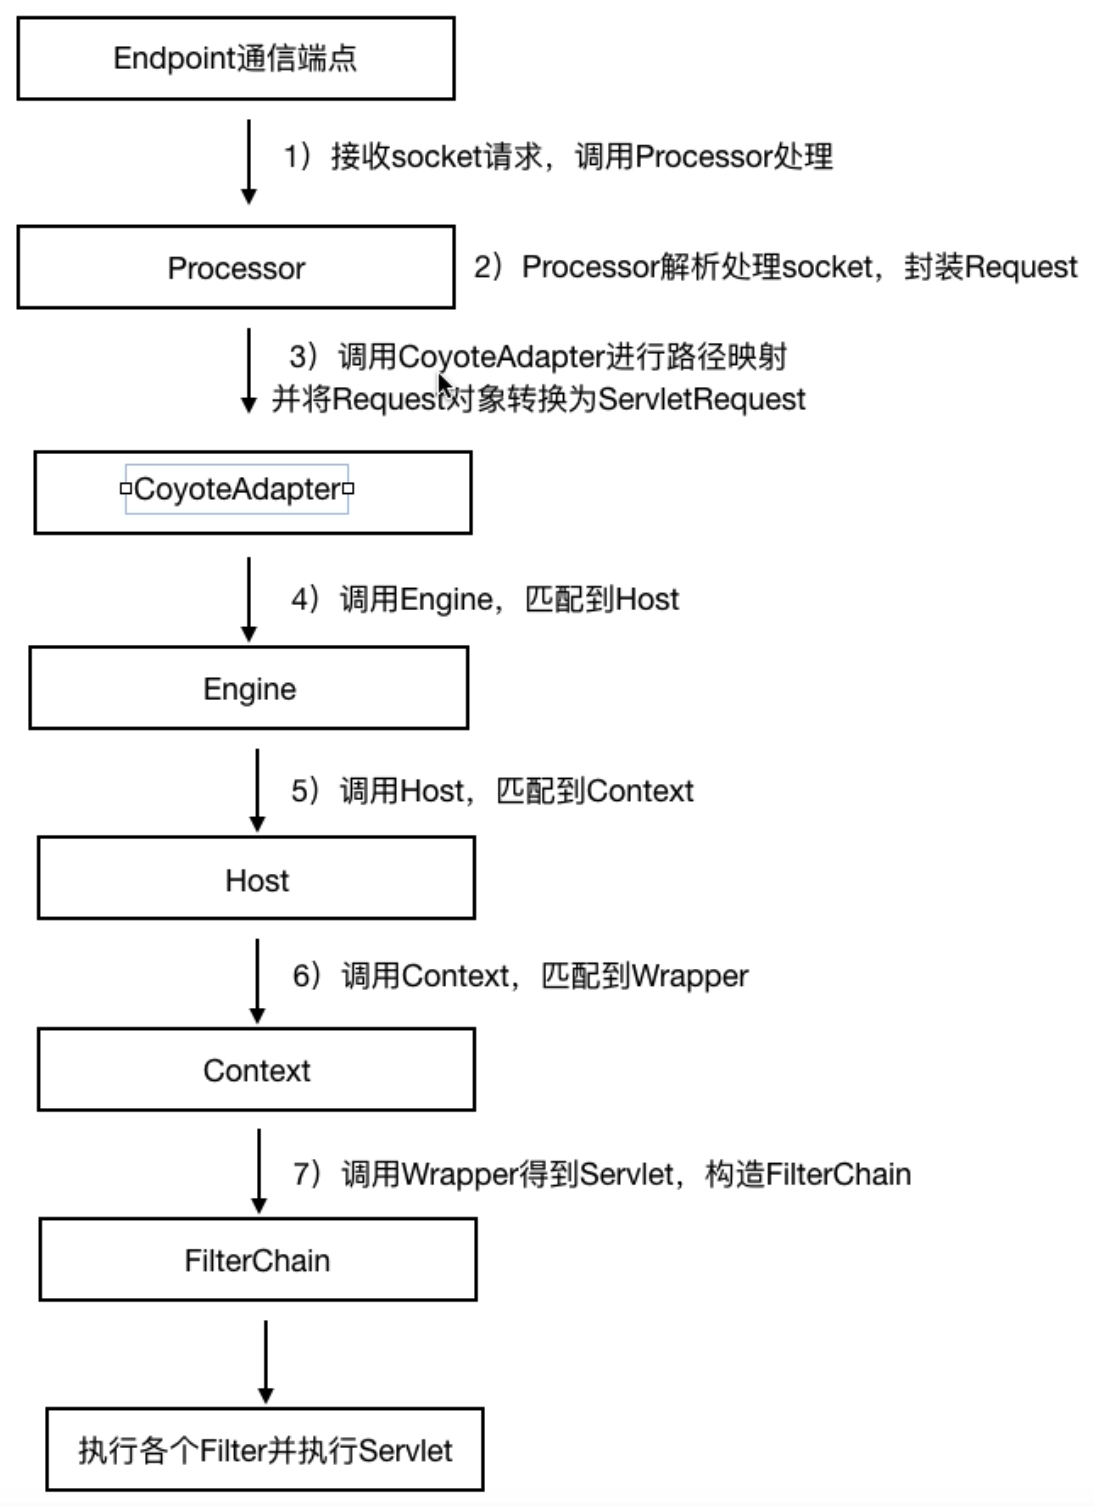 Endpoint通信端点
1）接收socket请求，调用Processor处理
Processor
2）Processor解析处理socket，封装Request
3）调用CoyoteAdapter进行路径映射
并将Request对象转换为ServletRequest
CoyoteAdapter
4）调用Engine，匹配到Host
Engine
5）调用Host，匹配到Context
Host
6）调用Context，匹配到Wrapper
Context
7）调用Wrapper得到Servlet，构造FilterChain
FilterChain
执行各个Filter并执行Servlet